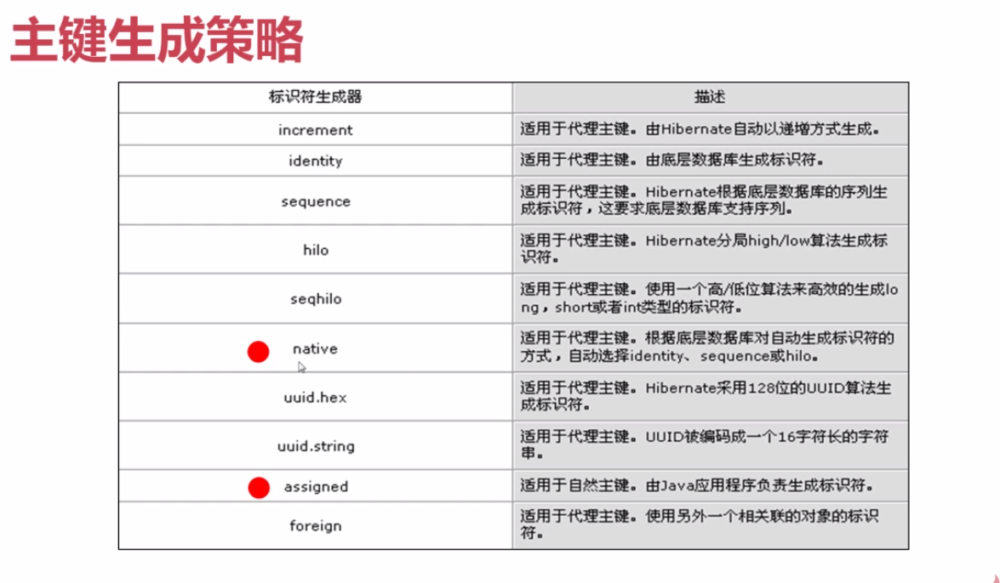 主键生成策略
标识符生成器
描述
increment
适用于代理主键。由Hibernate自动以递增方式生成。
identity
适用于代理主键。由底层数据库生成标识符。
sequence
适用于代理主键。Hibernate根据底层数据库的序列生
成标识符，这要求底层数据库支持序列。
hilo
适用于代理主键。Hibernate分局high/low算法生成标
识符。
seqhilo
适用于代理主键。使用一个高/低位算法来高效的生成lo
ng，short或者int类型的标识符。
native
适用于代理主键。根据底层数据库对自动生成标识符的
方式，自动选择identity、sequence或hilo。
uuid.hex
适用于代理主键。Hibernate采用128位的UUID算法生
成标识符。
uuid.string
适用于代理主键。UUID被编码成一个16字符长的字符
串。
assigned
适用于自然主键。由Java应用程序负责生成标识符。
foreign
适用于代理主键。使用另外一个相关联的对象的标识
符。